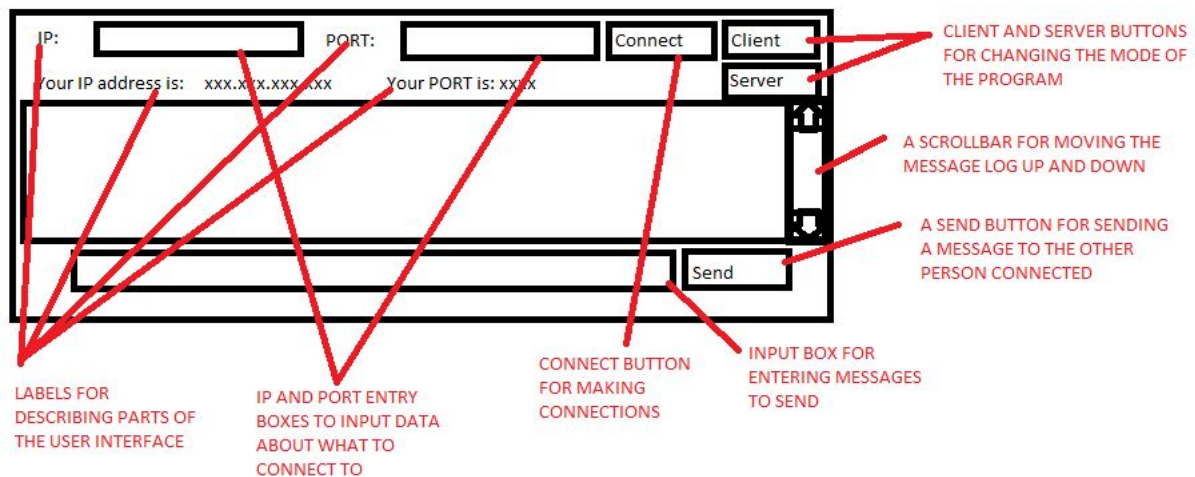 IP:
PORT:
Connect
Client
Your IP address is: xxx.xxx.xxx.xxx
Your PORT is: xxxx
Server
Send
CLIENT AND SERVER BUTTONS
FOR CHANGING THE MODE OF
THE PROGRAM
A SCROLLBAR FOR MOVING THE
MESSAGE LOG UP AND DOWN
A SEND BUTTON FOR SENDING
A MESSAGE TO THE OTHER
PERSON CONNECTED
LABELS FOR
DESCRIBING PARTS OF
THE USER INTERFACE
IP AND PORT ENTRY
BOXES TO INPUT DATA
ABOUT WHAT TO
CONNECT TO
CONNECT BUTTON
FOR MAKING
CONNECTIONS
INPUT BOX FOR
ENTERING MESSAGES
TO SEND